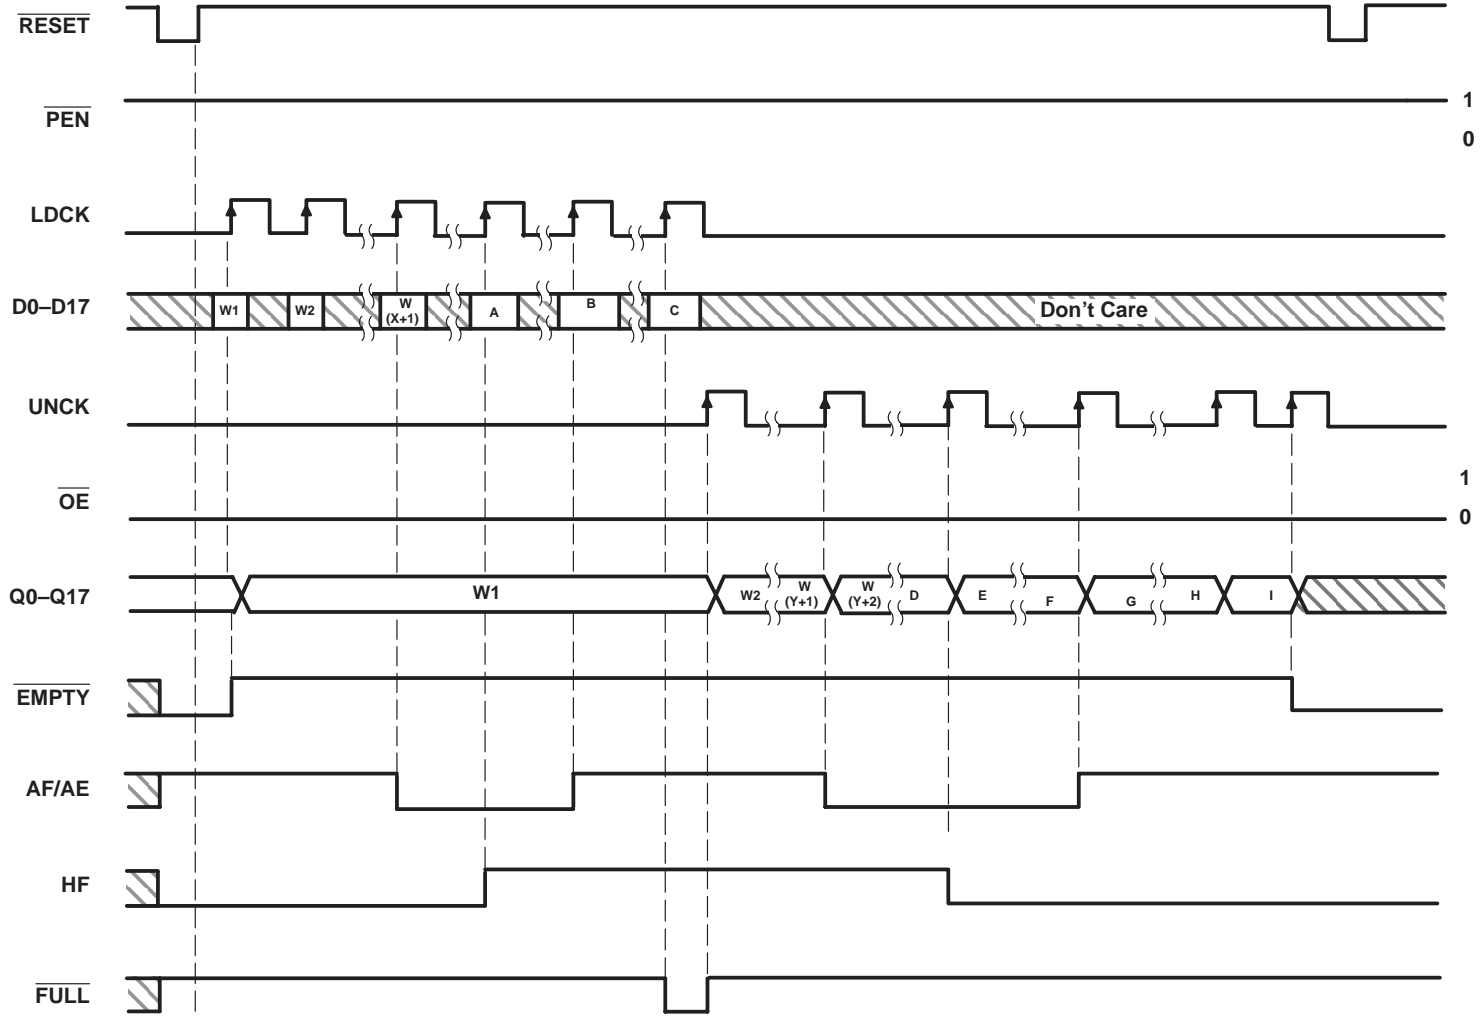 RESET
PEN
1
0
LDCK
D0–D17
W1
W2
W
(X+1)
A
B
C
Don't Care
UNCK
OE
1
0
Q0–Q17
W1
W2
W
(Y+1)
W
(Y+2)
D
E
F
G
H
I
EMPTY
AF/AE
HF
FULL